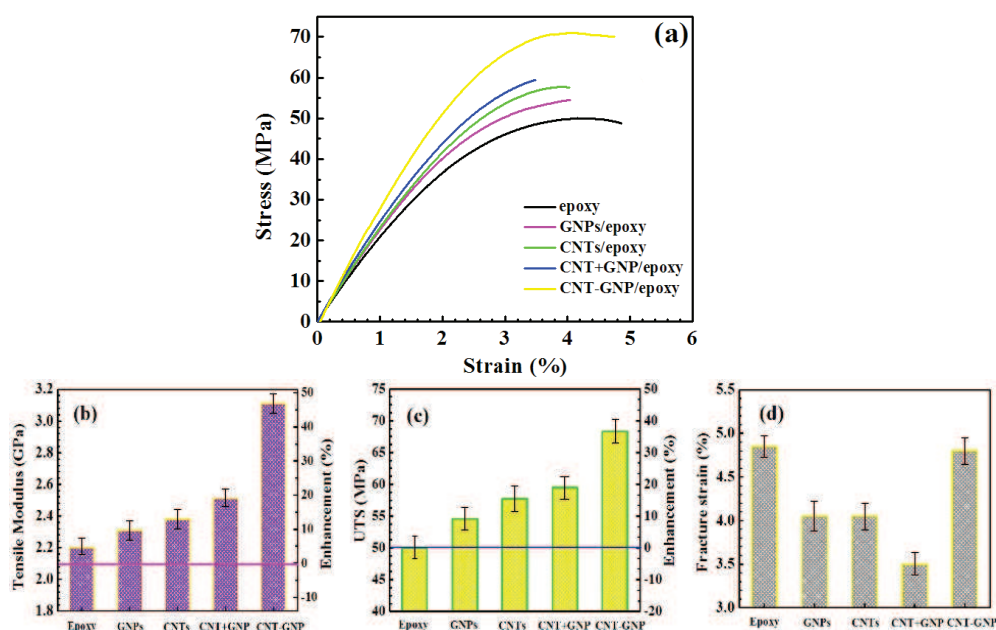 (a)
70
60
50
40
30
20
10
0
Stress (MPa)
epoxy
GNPs/epoxy
CNTs/epoxy
CNT+GNP/epoxy
CNT-GNP/epoxy
0 1 2 3 4 5 6
Strain (%)
(b)
3.2
3.0
2.8
2.6
2.4
2.2
2.0
1.8
Tensile Modulus (GPa)
50
40
30
20
10
0
-10
Enhancement (%)
Epoxy GNPs CNTs CNT+GNP CNT-GNP
(c)
75
70
65
60
55
50
45
40
UTS (MPa)
50
40
30
20
10
0
-10
-20
Enhancement (%)
Epoxy GNPs CNTs CNT+GNP CNT-GNP
(d)
5.5
5.0
4.5
4.0
3.5
3.0
Fracture strain (%)
Epoxy GNPs CNTs CNT+GNP CNT-GNP